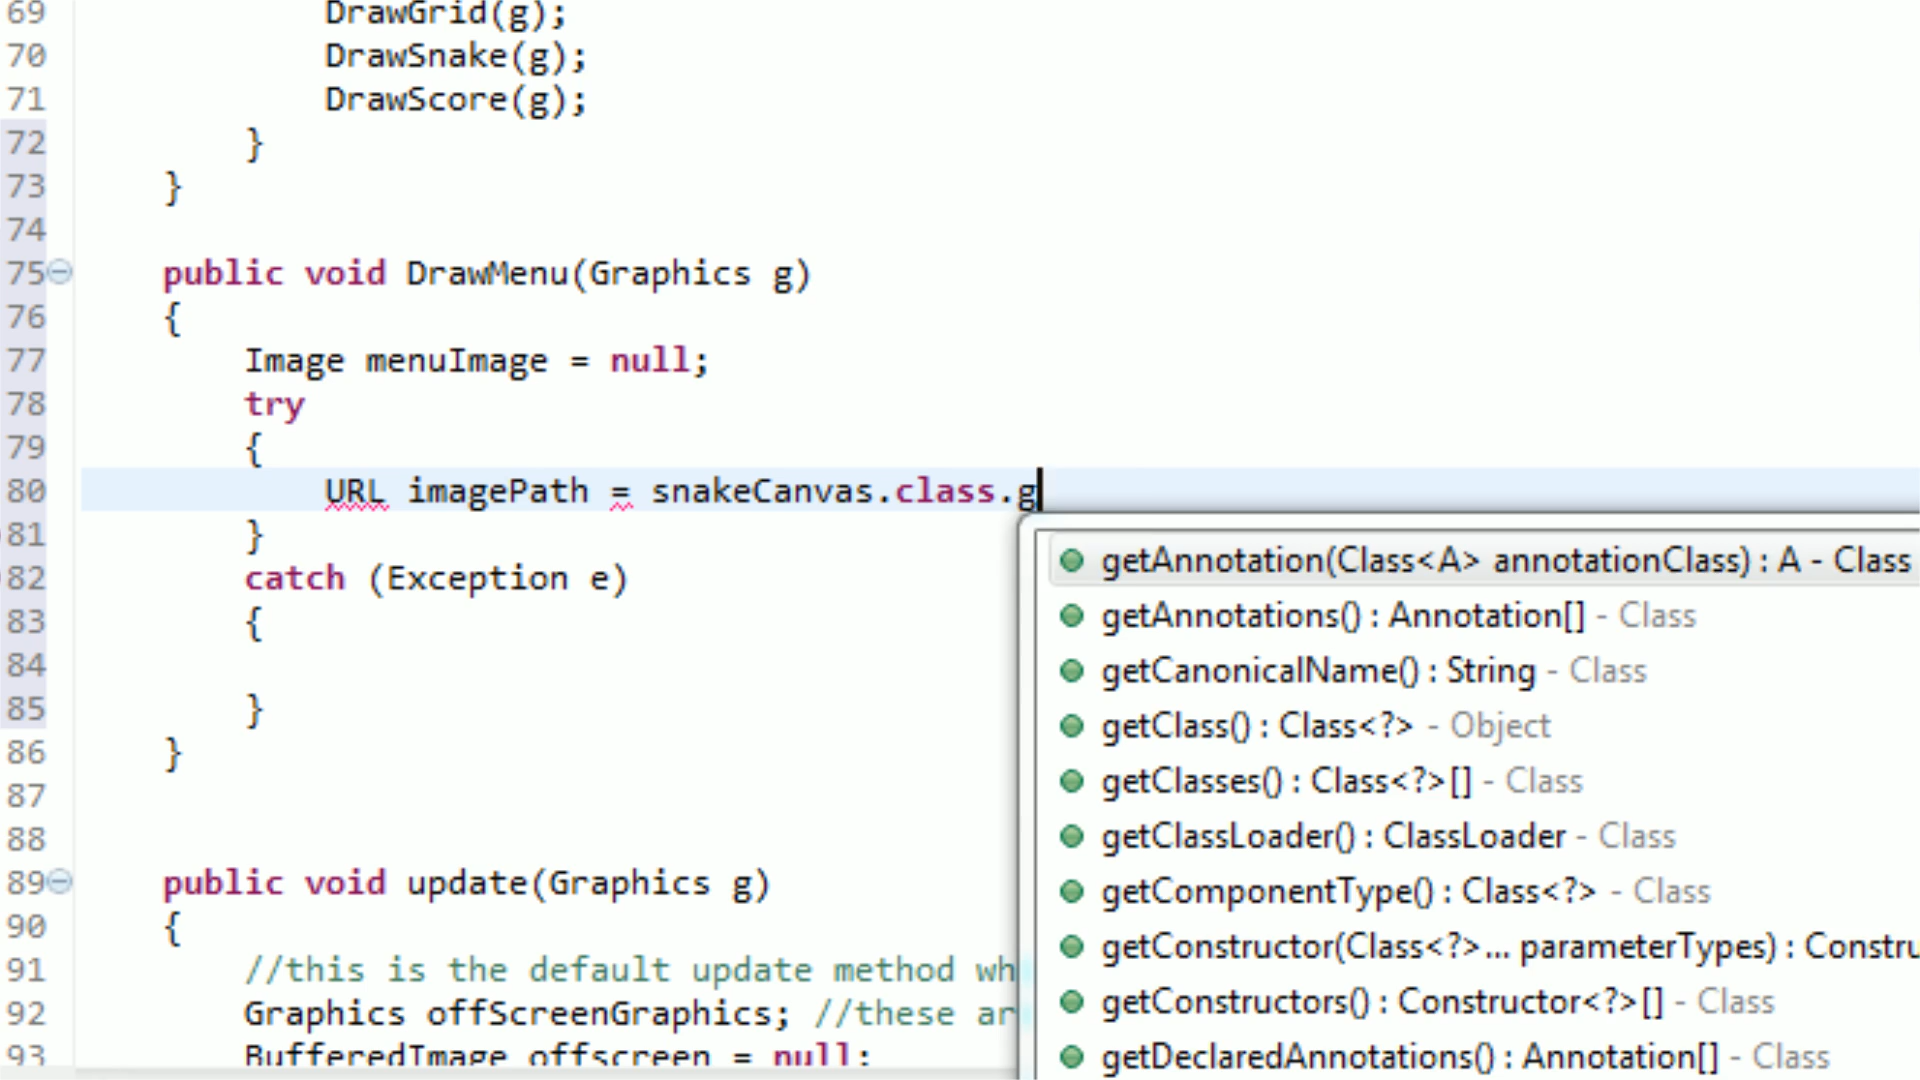 69 DrawGrid(g);
70 DrawSnake(g);
71 DrawScore(g);
72 }
73 }
74
75 public void DrawMenu(Graphics g)
76 {
77 Image menuImage = null;
78 try
79 {
80 URL imagePath = snakeCanvas.class.g
81 }
82 catch (Exception e)
83 {
84
85 }
86 }
87
88
89 public void update(Graphics g)
90 {
91 //this is the default update method wh
92 Graphics offScreenGraphics; //these ar
93 BufferedImage offscreen = null;
getAnnotation(Class<A> annotationClass) : A - Class
getAnnotations() : Annotation[] - Class
getCanonicalName() : String - Class
getClass() : Class<?> - Object
getClasses() : Class<?>[] - Class
getClassLoader() : ClassLoader - Class
getComponentType() : Class<?> - Class
getConstructor(Class<?>... parameterTypes) : Constru
getConstructors() : Constructor<?>[] - Class
getDeclaredAnnotations() : Annotation[] - Class